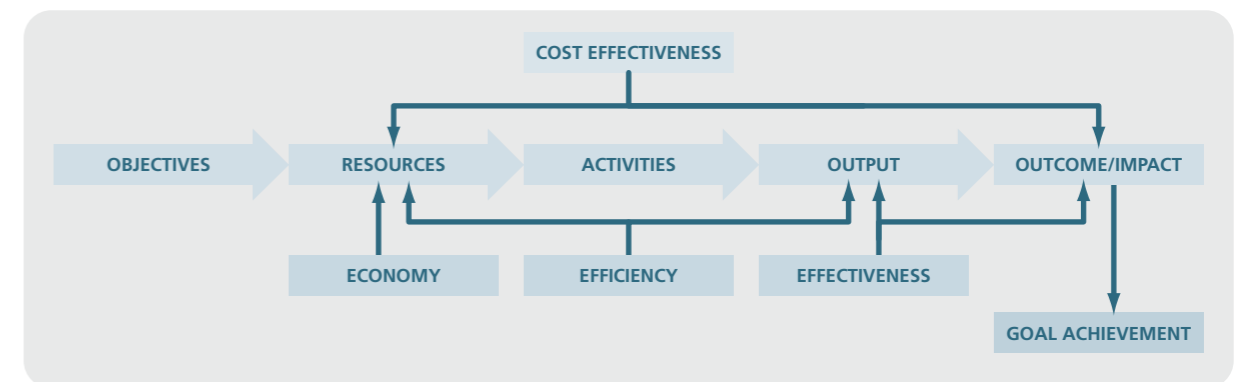 COST EFFECTIVENESS
OBJECTIVES
RESOURCES
ACTIVITIES
OUTPUT
OUTCOME/IMPACT
ECONOMY
EFFICIENCY
EFFECTIVENESS
GOAL ACHIEVEMENT